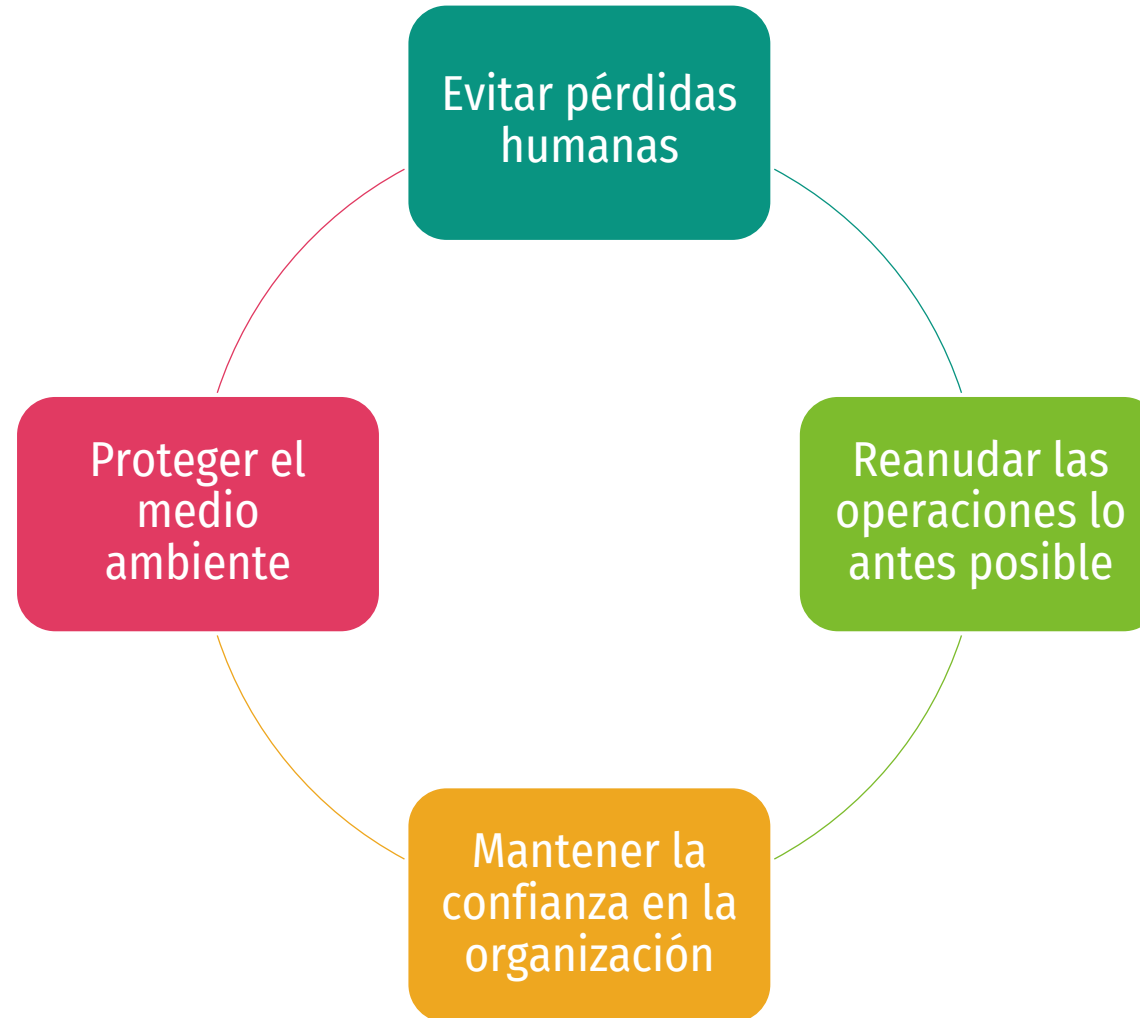 Evitar pérdidas
humanas
Reanudar las
operaciones lo
antes posible
Mantener la
confianza en la
organización
Proteger el
medio
ambiente